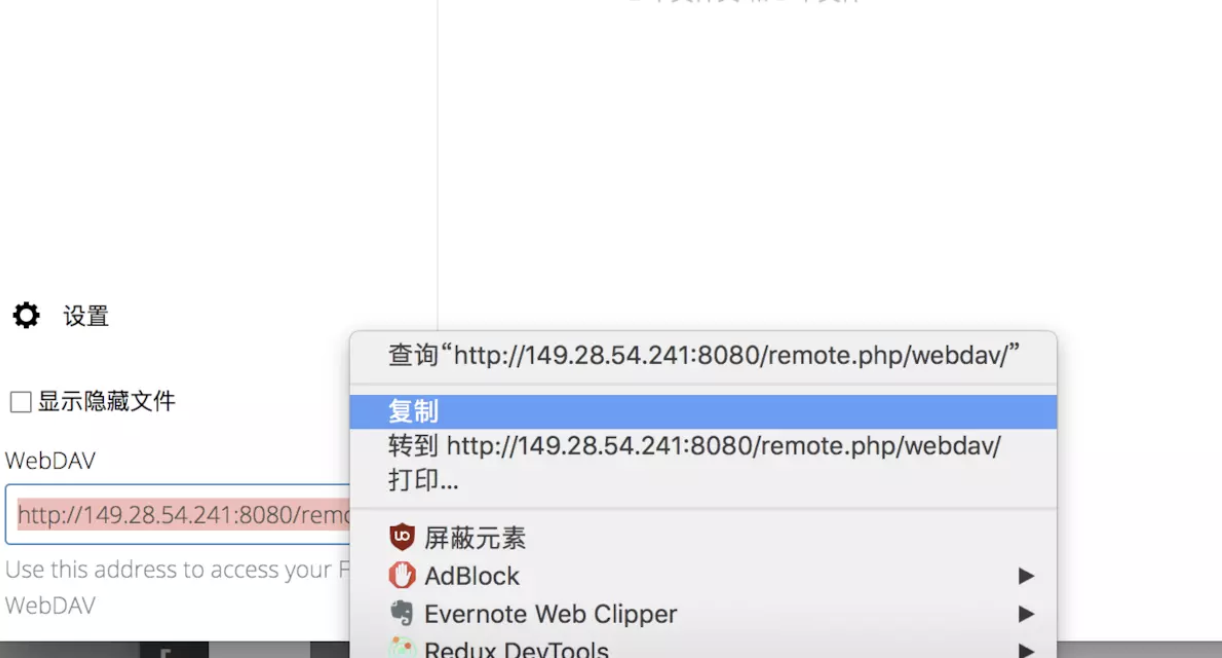 设置
显示隐藏文件
WebDAV
http://149.28.54.241:8080/remo
Use this address to access your F
WebDAV
查询“http://149.28.54.241:8080/remote.php/webdav/”
复制
转到 http://149.28.54.241:8080/remote.php/webdav/
打印...
屏蔽元素
AdBlock
Evernote Web Clipper
Redux DevTools